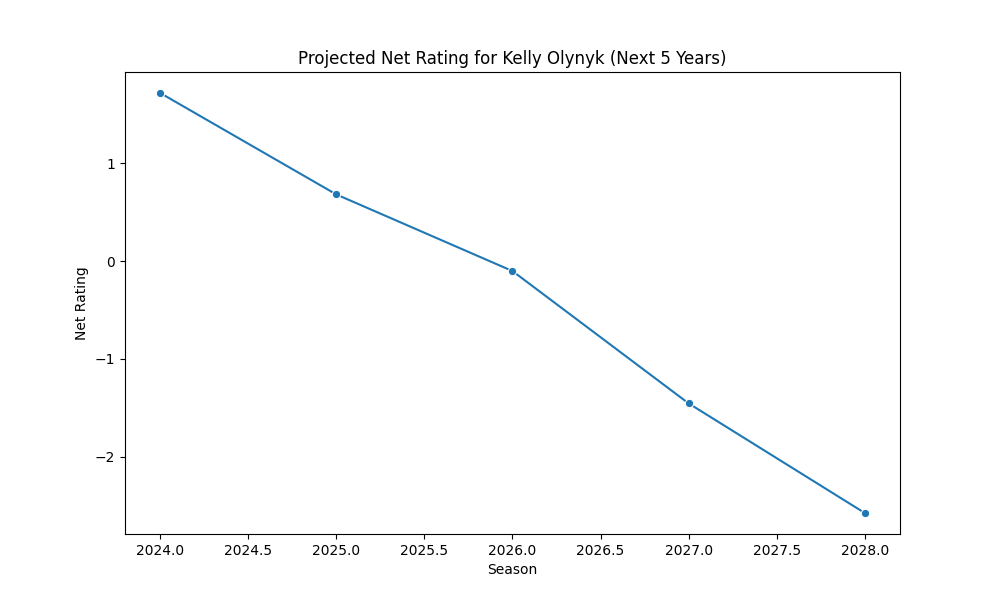 Projected Net Rating for Kelly Olynyk (Next 5 Years)
1
0
−1
−2
Net Rating
2024.0 2024.5 2025.0 2025.5 2026.0 2026.5 2027.0 2027.5 2028.0
Season